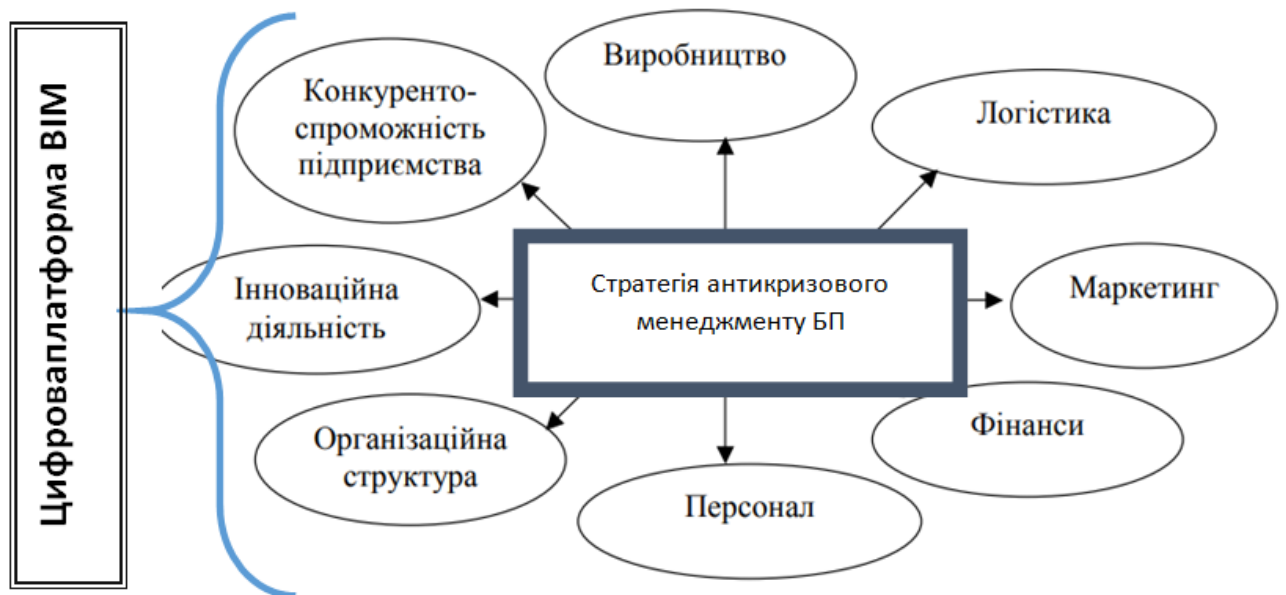 Цифроваплатформа BIM
Конкуренто-
спроможність
підприємства
Виробництво
Логістика
Інноваційна
діяльність
Стратегія антикризового
менеджменту БП
Маркетинг
Організаційна
структура
Персонал
Фінанси